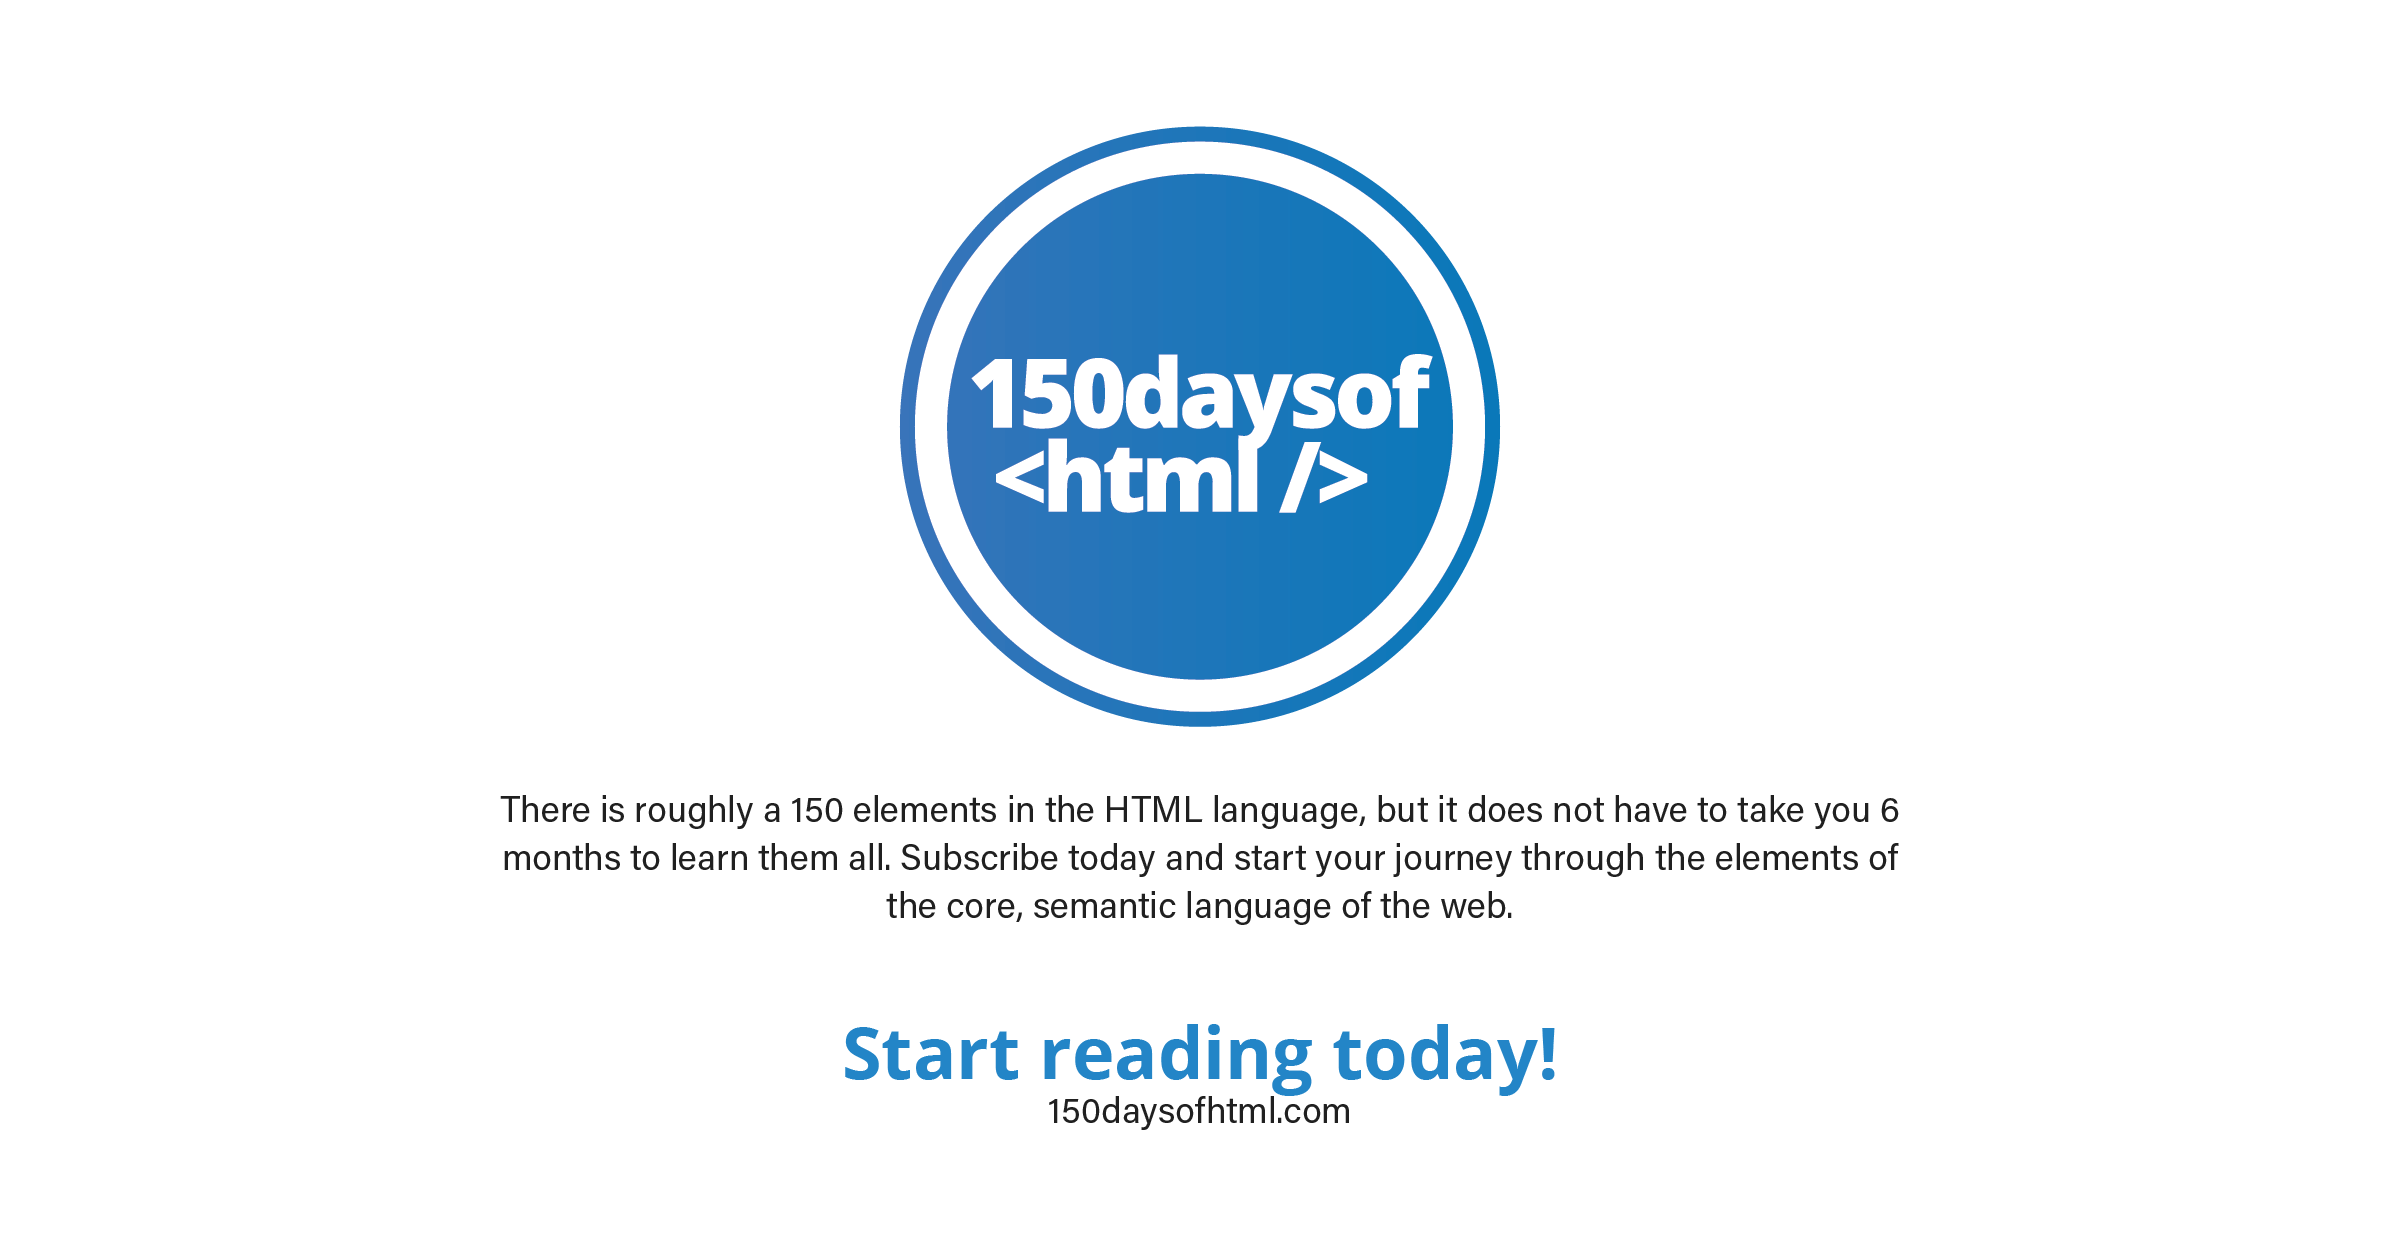 150daysof
<html />
There is roughly a 150 elements in the HTML language, but it does not have to take you 6
months to learn them all. Subscribe today and start your journey through the elements of
the core, semantic language of the web.
Start reading today!
150daysofhtml.com